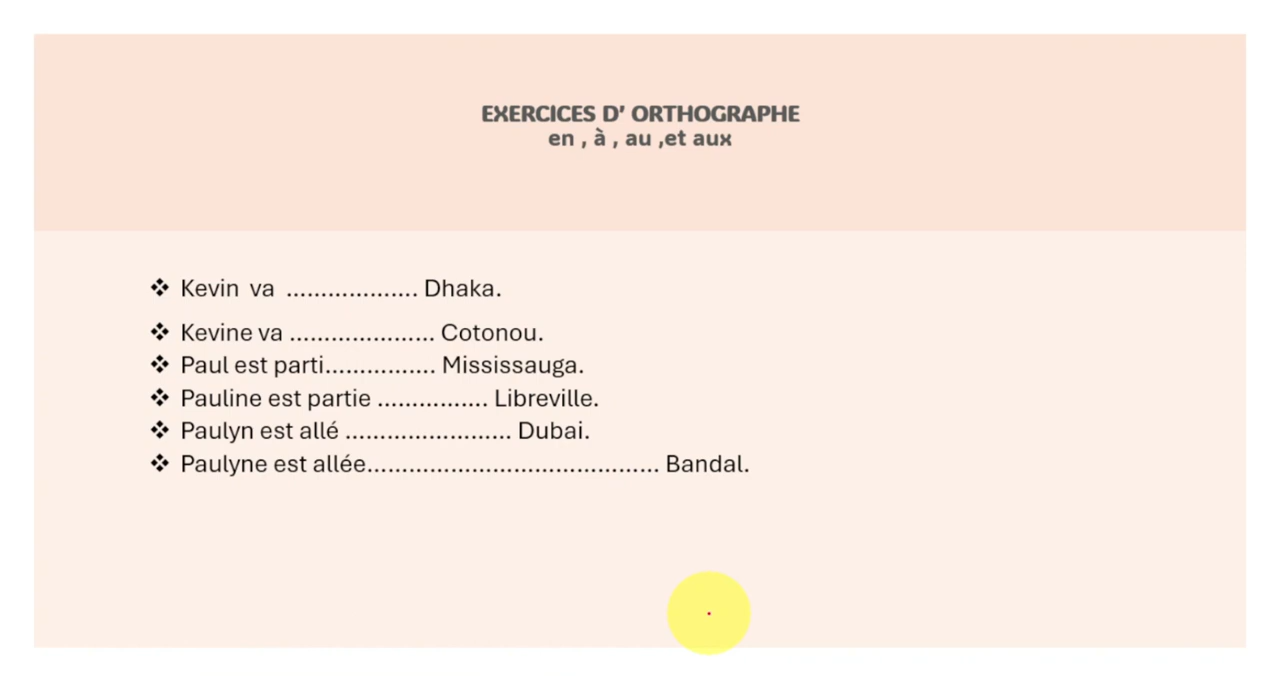 EXERCICES D' ORTHOGRAPHE
en , à , au ,et aux
❖ Kevin va ................... Dhaka.
❖ Kevine va ..................... Cotonou.
❖ Paul est parti................ Mississauga.
❖ Pauline est partie ................ Libreville.
❖ Paulyn est allé ........................ Dubai.
❖ Paulyne est allée.......................................... Bandal.